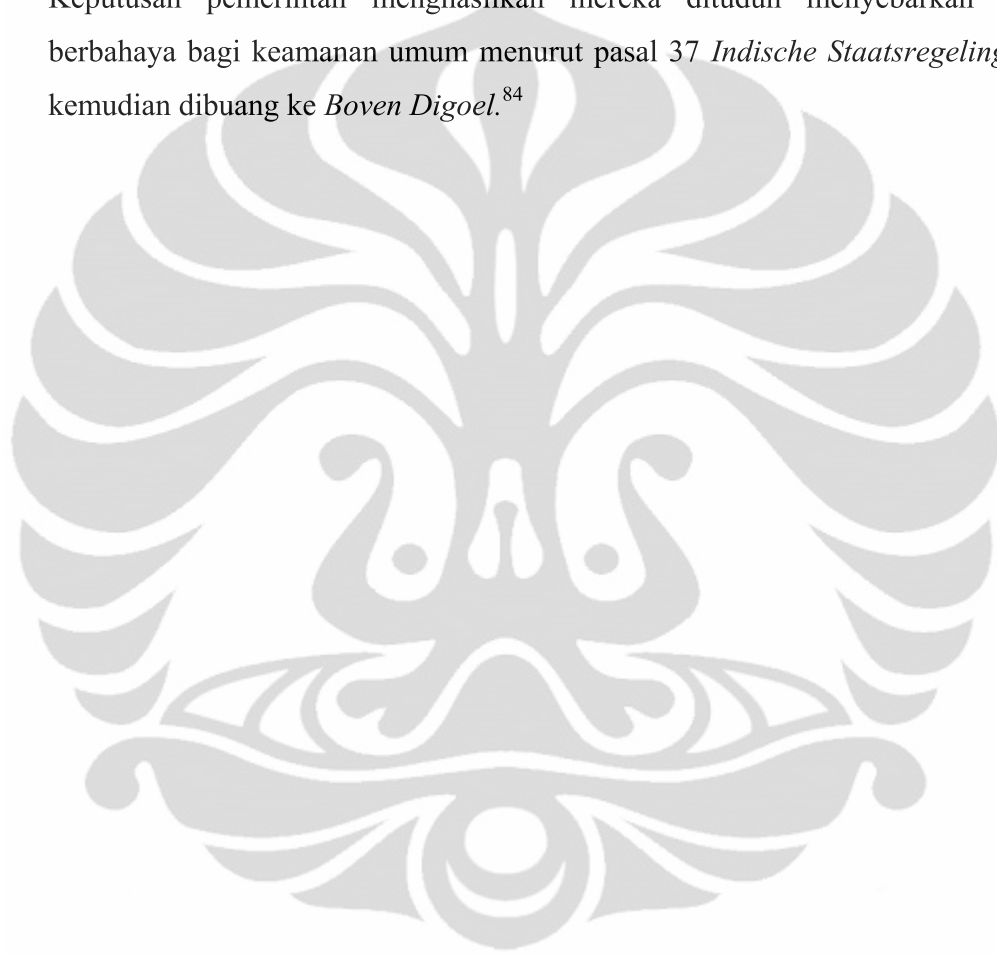 Keputusan pemerintah menghasilkan mereka dituduh menyebarkan
berbahaya bagi keamanan umum menurut pasal 37 Indische Staatsregeling
kemudian dibuang ke Boven Digoel.84